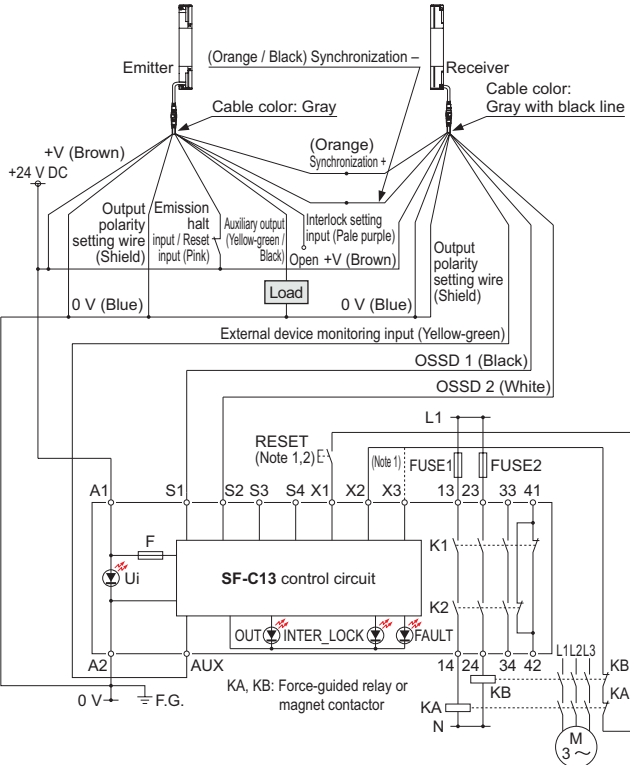 (Orange / Black) Synchronization –
Emitter
Receiver
Cable color: Gray
Cable color:
Gray with black line
+V (Brown)
+24 V DC
(Orange)
Synchronization +
Output
polarity
setting wire
(Shield)
Emission
halt
input / Reset
input (Pink)
Auxiliary output
(Yellow-green /
Black)
Interlock setting
input (Pale purple)
Open
+V (Brown)
Output
polarity
setting wire
(Shield)
Load
0 V (Blue)
0 V (Blue)
External device monitoring input (Yellow-green)
OSSD 1 (Black)
OSSD 2 (White)
L1
RESET
(Note 1,2)
(Note 1)
FUSE1
FUSE2
A1
S1
S2
S3
S4
X1
X2
X3
13
23
33
41
F
Ui
SF-C13 control circuit
K1
K2
OUT
INTER_LOCK
FAULT
A2
AUX
14
24
34
42
L1
L2
L3
0 V
F.G.
KA, KB: Force-guided relay or
magnet contactor
KB
KA
N
KB
KA
M
3 ～